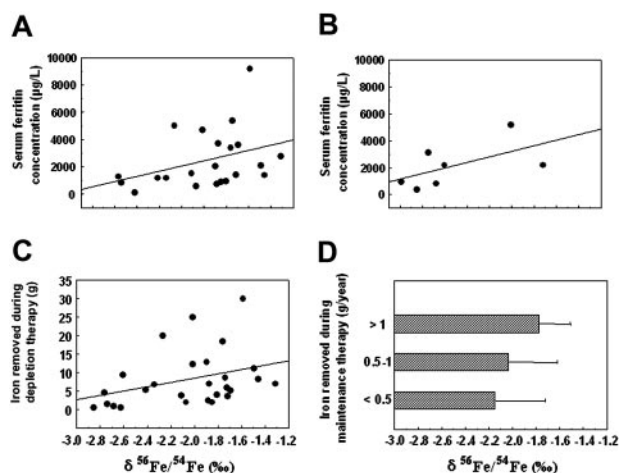 A
B
Serum ferritin
concentration (µg/L)
10000
8000
6000
4000
2000
0
Serum ferritin
concentration (µg/L)
10000
8000
6000
4000
2000
0
C
D
Iron removed during
depletion therapy (g)
35
30
25
20
15
10
5
0
-3.0 -2.8 -2.6 -2.4 -2.2 -2.0 -1.8 -1.6 -1.4 -1.2
δ ⁵⁶Fe/⁵⁴Fe (‰)
Iron removed during
maintenance therapy (g/year)
> 1
0.5-1
< 0.5
-3.0 -2.8 -2.6 -2.4 -2.2 -2.0 -1.8 -1.6 -1.4 -1.2
δ ⁵⁶Fe/⁵⁴Fe (‰)